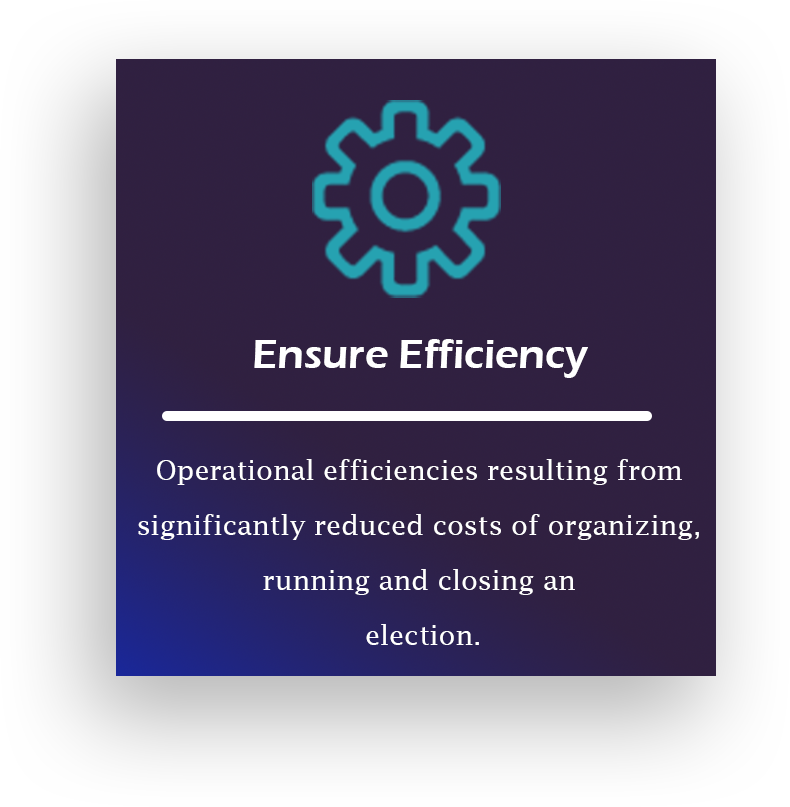 Ensure Efficiency
Operational efficiencies resulting from
significantly reduced costs of organizing,
running and closing an
election.